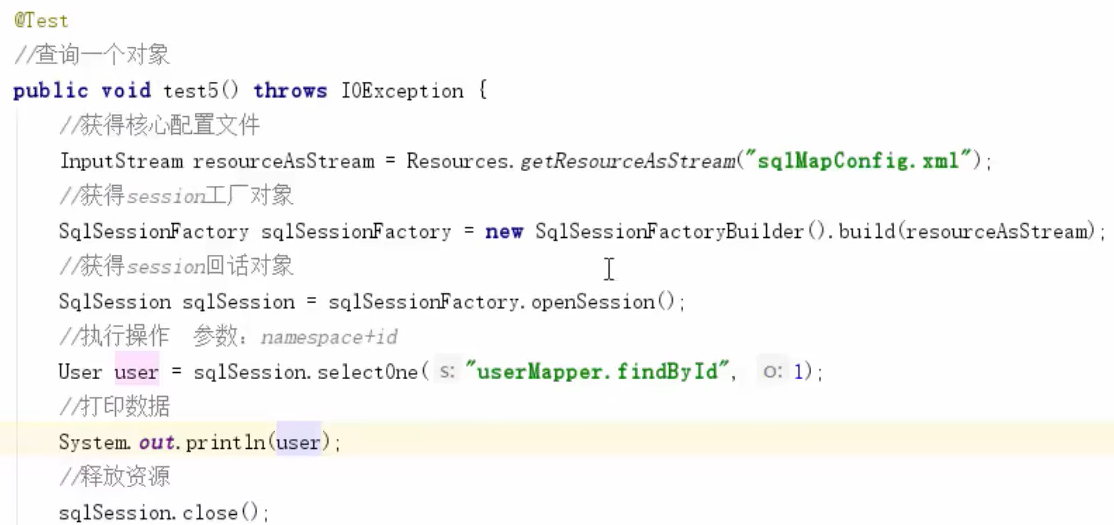 @Test
//查询一个对象
public void test5() throws IOException {
//获得核心配置文件
InputStream resourceAsStream = Resources.getResourceAsStream("sqlMapConfig.xml");
//获得session工厂对象
SqlSessionFactory sqlSessionFactory = new SqlSessionFactoryBuilder().build(resourceAsStream);
//获得session回话对象
SqlSession sqlSession = sqlSessionFactory.openSession();
//执行操作 参数：namespace+id
User user = sqlSession.selectOne( s: "userMapper.findById", o: 1);
//打印数据
System.out.println(user);
//释放资源
sqlSession.close();